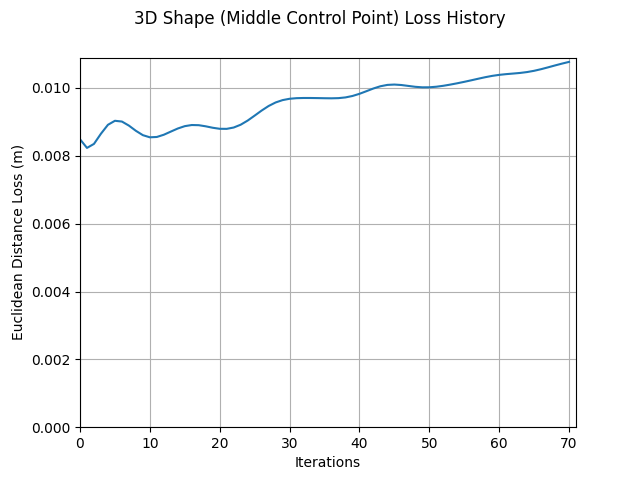 3D Shape (Middle Control Point) Loss History
0.010
0.008
0.006
0.004
0.002
0.000
Euclidean Distance Loss (m)
0 10 20 30 40 50 60 70
Iterations